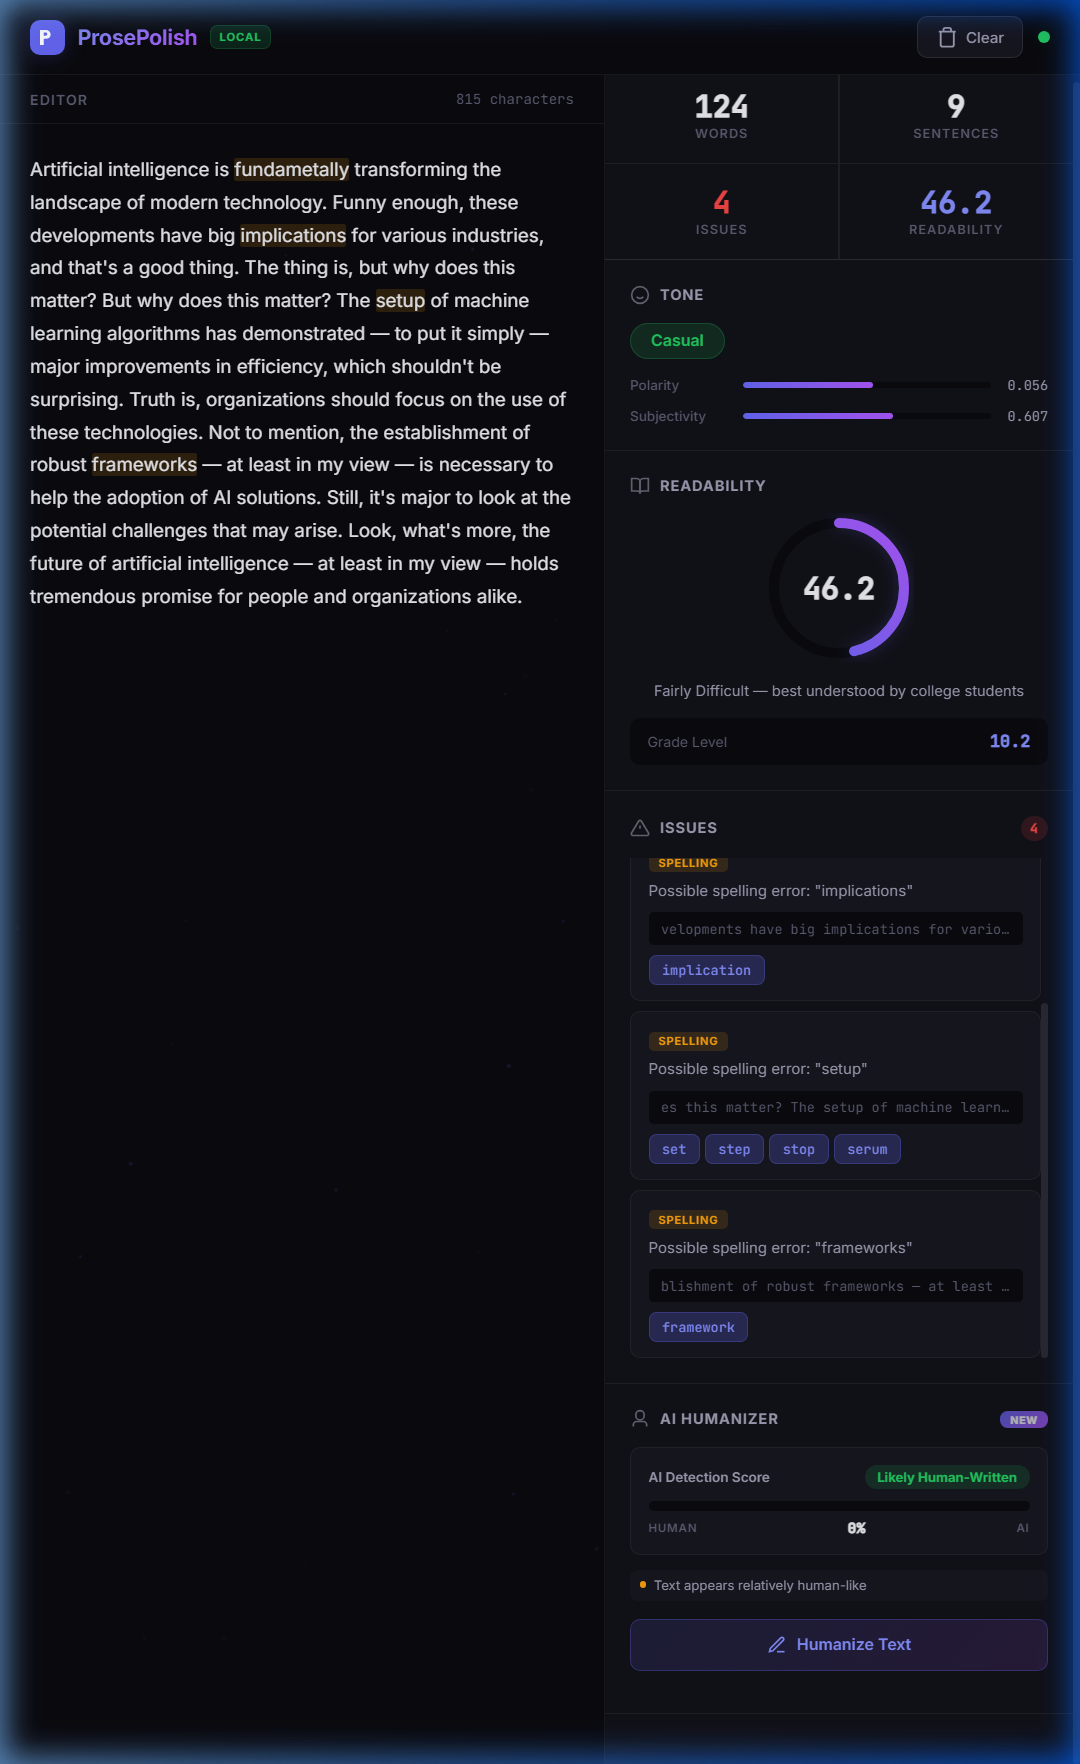 P ProsePolish LOCAL
Clear
EDITOR 815 characters
Artificial intelligence is fundametally transforming the
landscape of modern technology. Funny enough, these
developments have big implications for various industries,
and that's a good thing. The thing is, but why does this
matter? But why does this matter? The setup of machine
learning algorithms has demonstrated — to put it simply —
major improvements in efficiency, which shouldn't be
surprising. Truth is, organizations should focus on the use of
these technologies. Not to mention, the establishment of
robust frameworks — at least in my view — is necessary to
help the adoption of AI solutions. Still, it's major to look at the
potential challenges that may arise. Look, what's more, the
future of artificial intelligence — at least in my view — holds
tremendous promise for people and organizations alike.
124
WORDS
9
SENTENCES
4
ISSUES
46.2
READABILITY
TONE
Casual
Polarity 0.056
Subjectivity 0.607
READABILITY
46.2
Fairly Difficult — best understood by college students
Grade Level 10.2
ISSUES 4
SPELLING
Possible spelling error: "implications"
velopments have big implications for vario…
implication
SPELLING
Possible spelling error: "setup"
es this matter? The setup of machine learn…
set step stop serum
SPELLING
Possible spelling error: "frameworks"
blishment of robust frameworks — at least …
framework
AI HUMANIZER NEW
AI Detection Score Likely Human-Written
HUMAN 0% AI
Text appears relatively human-like
Humanize Text